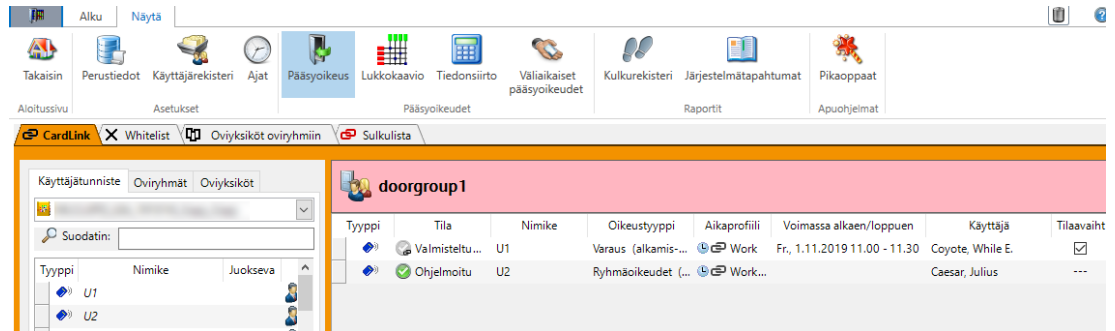 Alku Näytä
Takaisin Perustiedot Käyttäjärekisteri Ajat Pääsyoikeus Lukkokaavio Tiedonsiirto Väliaikaiset pääsyoikeudet Kulkurekisteri Järjestelmätapahtumat Pikaoppaat
Aloitussivu Asetukset Pääsyoikeudet Raportit Apuohjeimat
CardLink Whitelist Oviyksiköt oviryhmiin Sulkulista
Käyttäjätunniste Oviryhmät Oviyksiköt
doorgroup1
Suodatin:
Tyyppi Tila Nimike Oikeustyyppi Aikaprofiili Voimassa alkaen/loppuen Käyttäjä Tilaavaiht
Valmisteltu... U1 Varaus (alkamis-... Work Fr., 1.11.2019 11.00 - 11.30 Coyote, While E.
Ohjelmoitu U2 Ryhmäoikeudet (... Work... Caesar, Julius ---
Tyyppi Nimike Juokseva
U1
U2